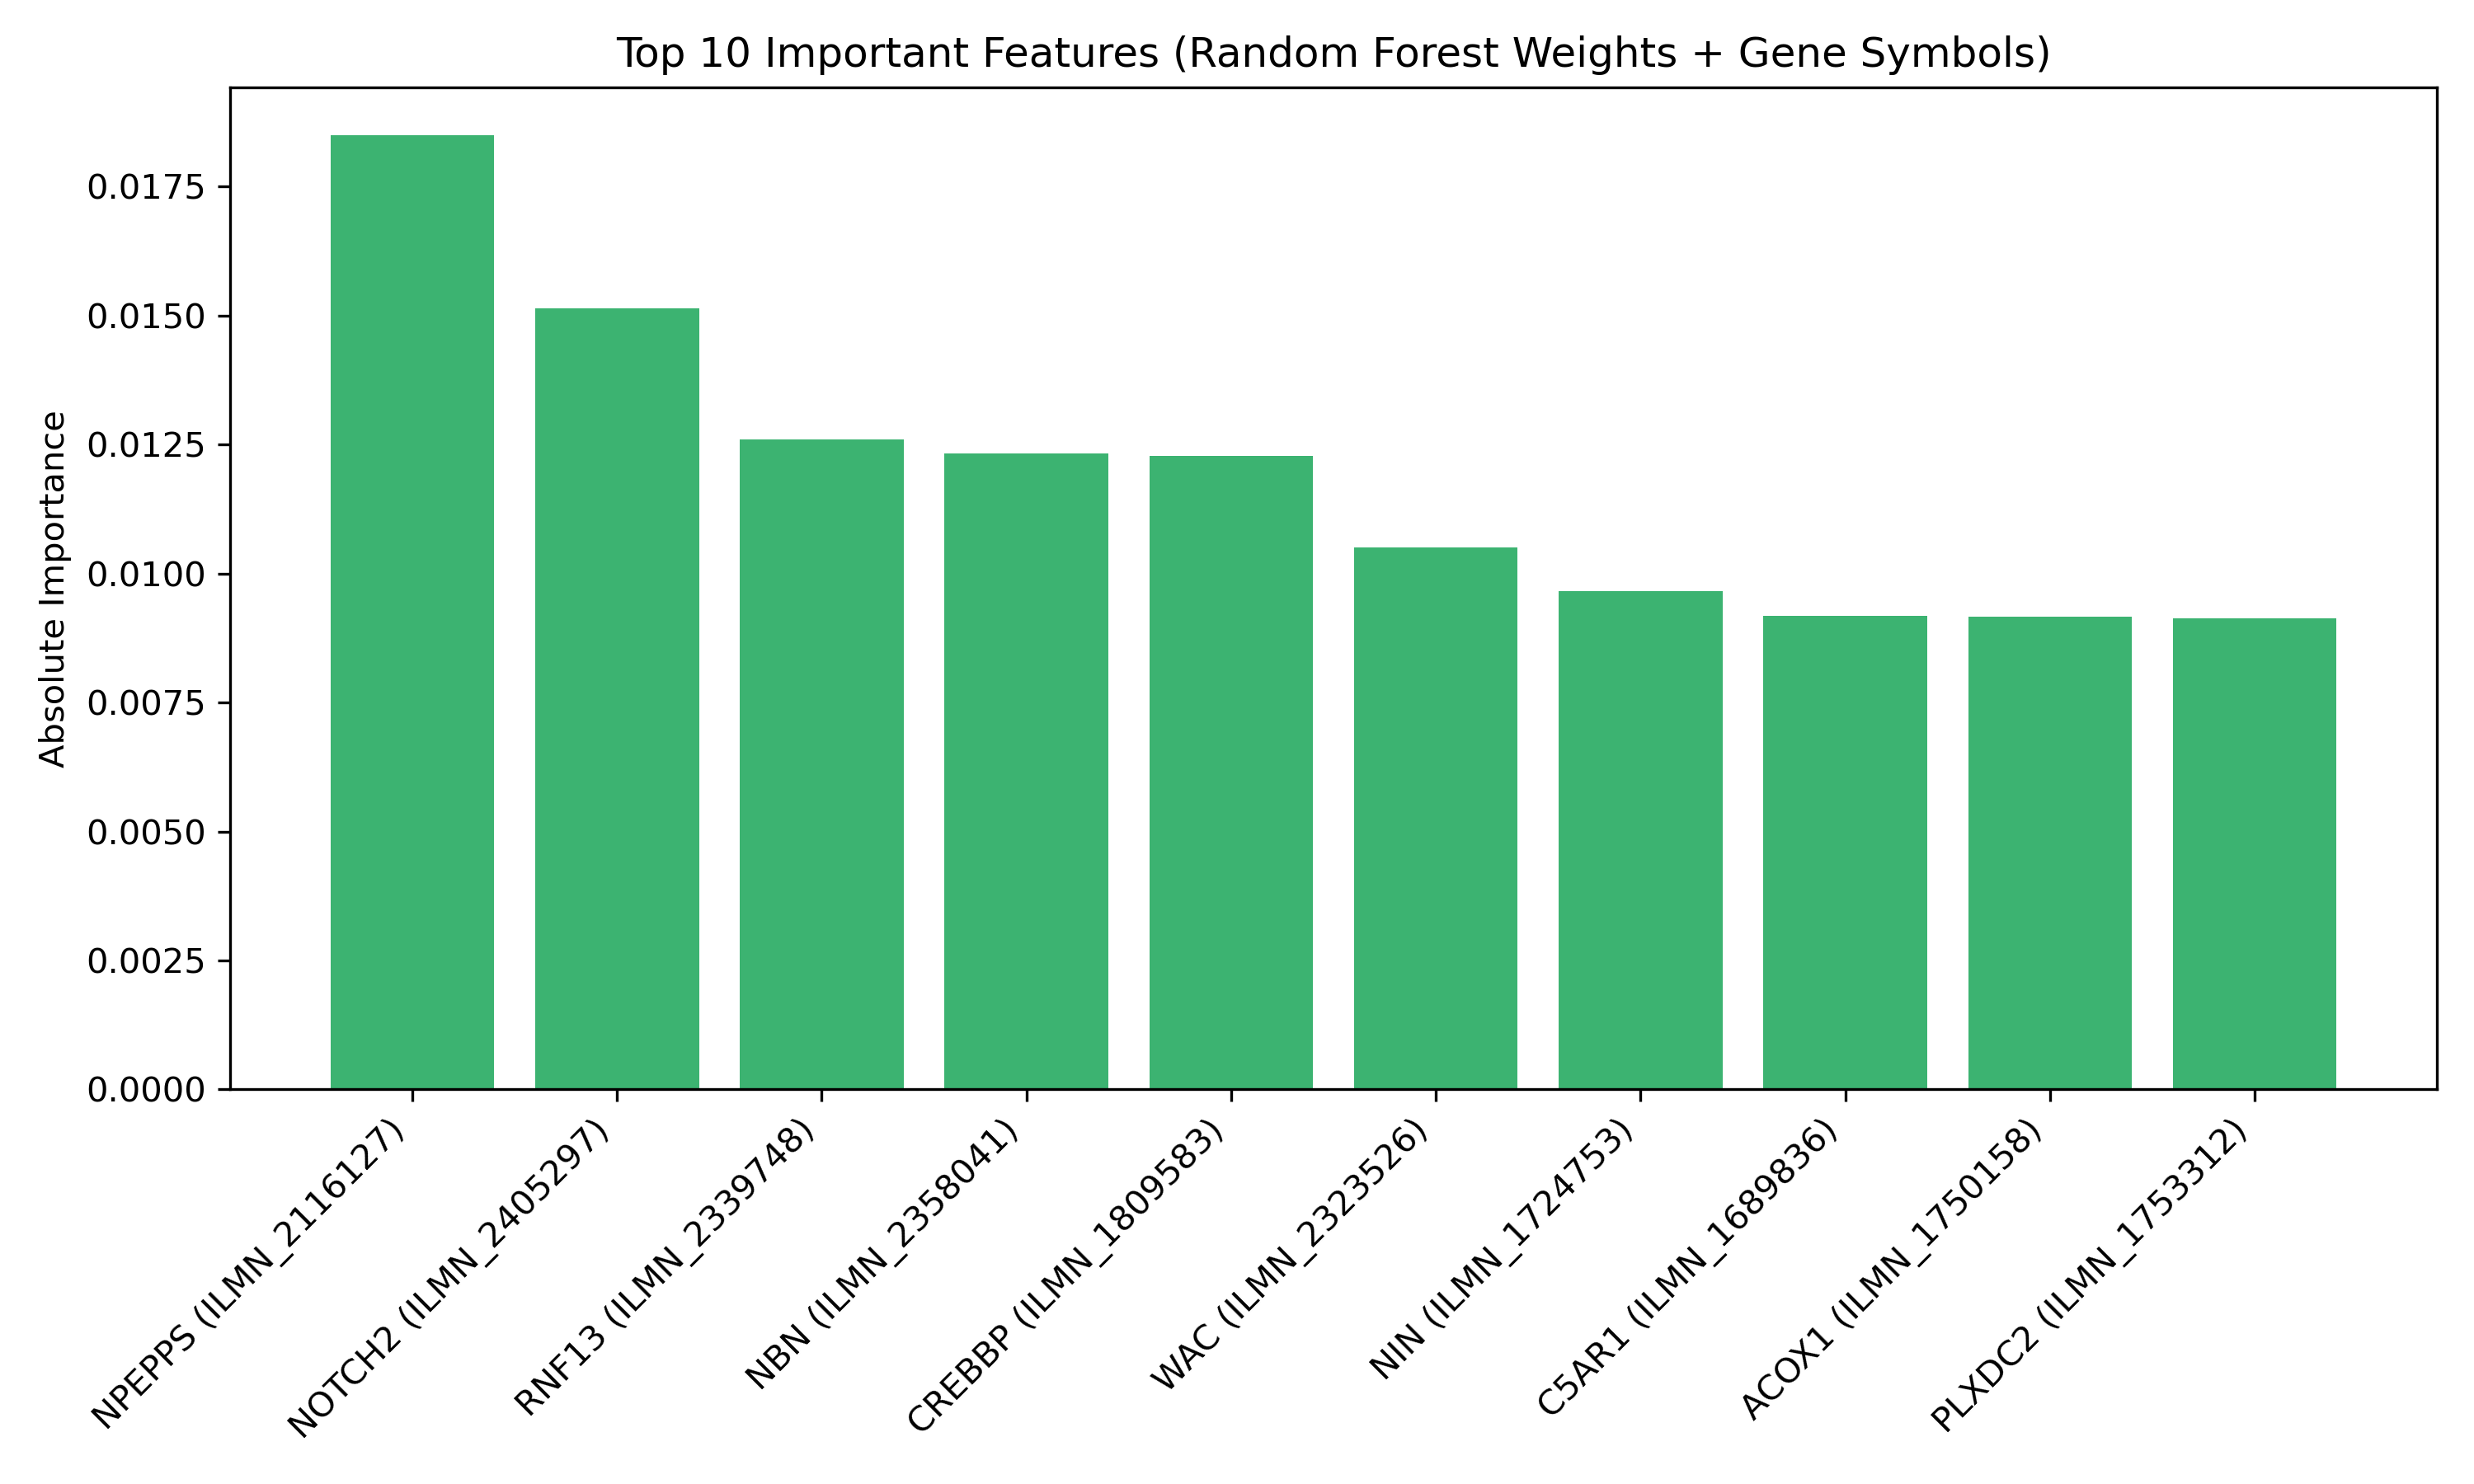 Top 10 Important Features (Random Forest Weights + Gene Symbols)
Absolute Importance
0.0175
0.0150
0.0125
0.0100
0.0075
0.0050
0.0025
0.0000
NPEPPS (ILMN_2116127)
NOTCH2 (ILMN_2405297)
RNF13 (ILMN_2339748)
NBN (ILMN_2358041)
CREBBP (ILMN_1809583)
WAC (ILMN_2323526)
NIN (ILMN_1724753)
C5AR1 (ILMN_1689836)
ACOX1 (ILMN_1750158)
PLXDC2 (ILMN_1753312)